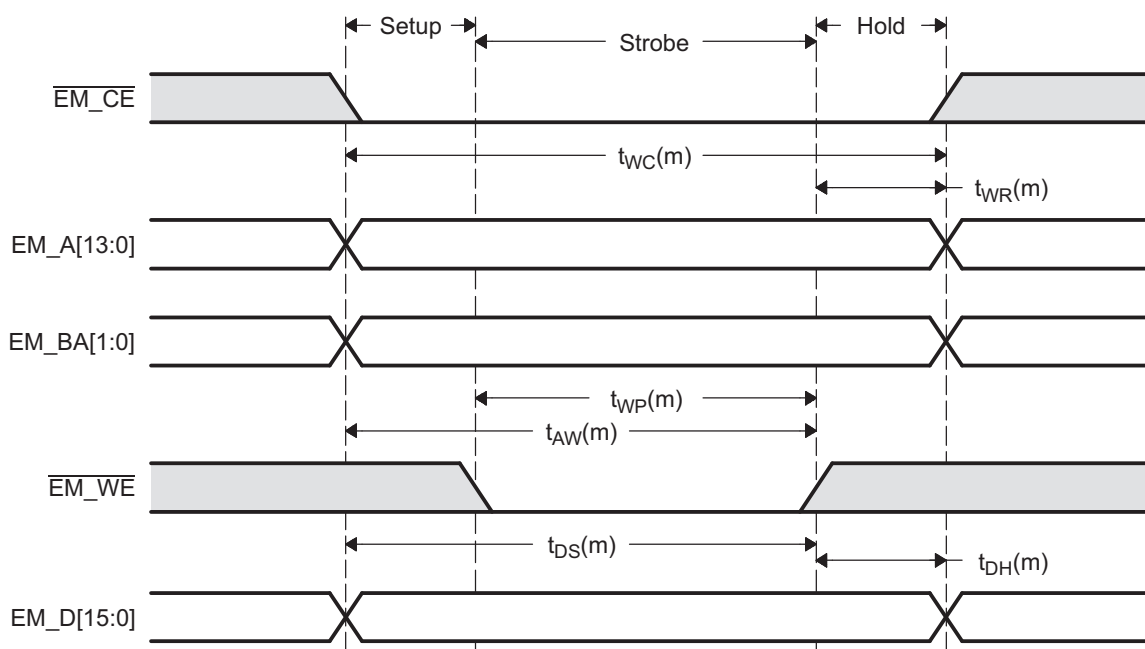 Setup
Strobe
Hold
EM_CE
tWC(m)
tWR(m)
EM_A[13:0]
EM_BA[1:0]
tWP(m)
tAW(m)
EM_WE
tDS(m)
tDH(m)
EM_D[15:0]